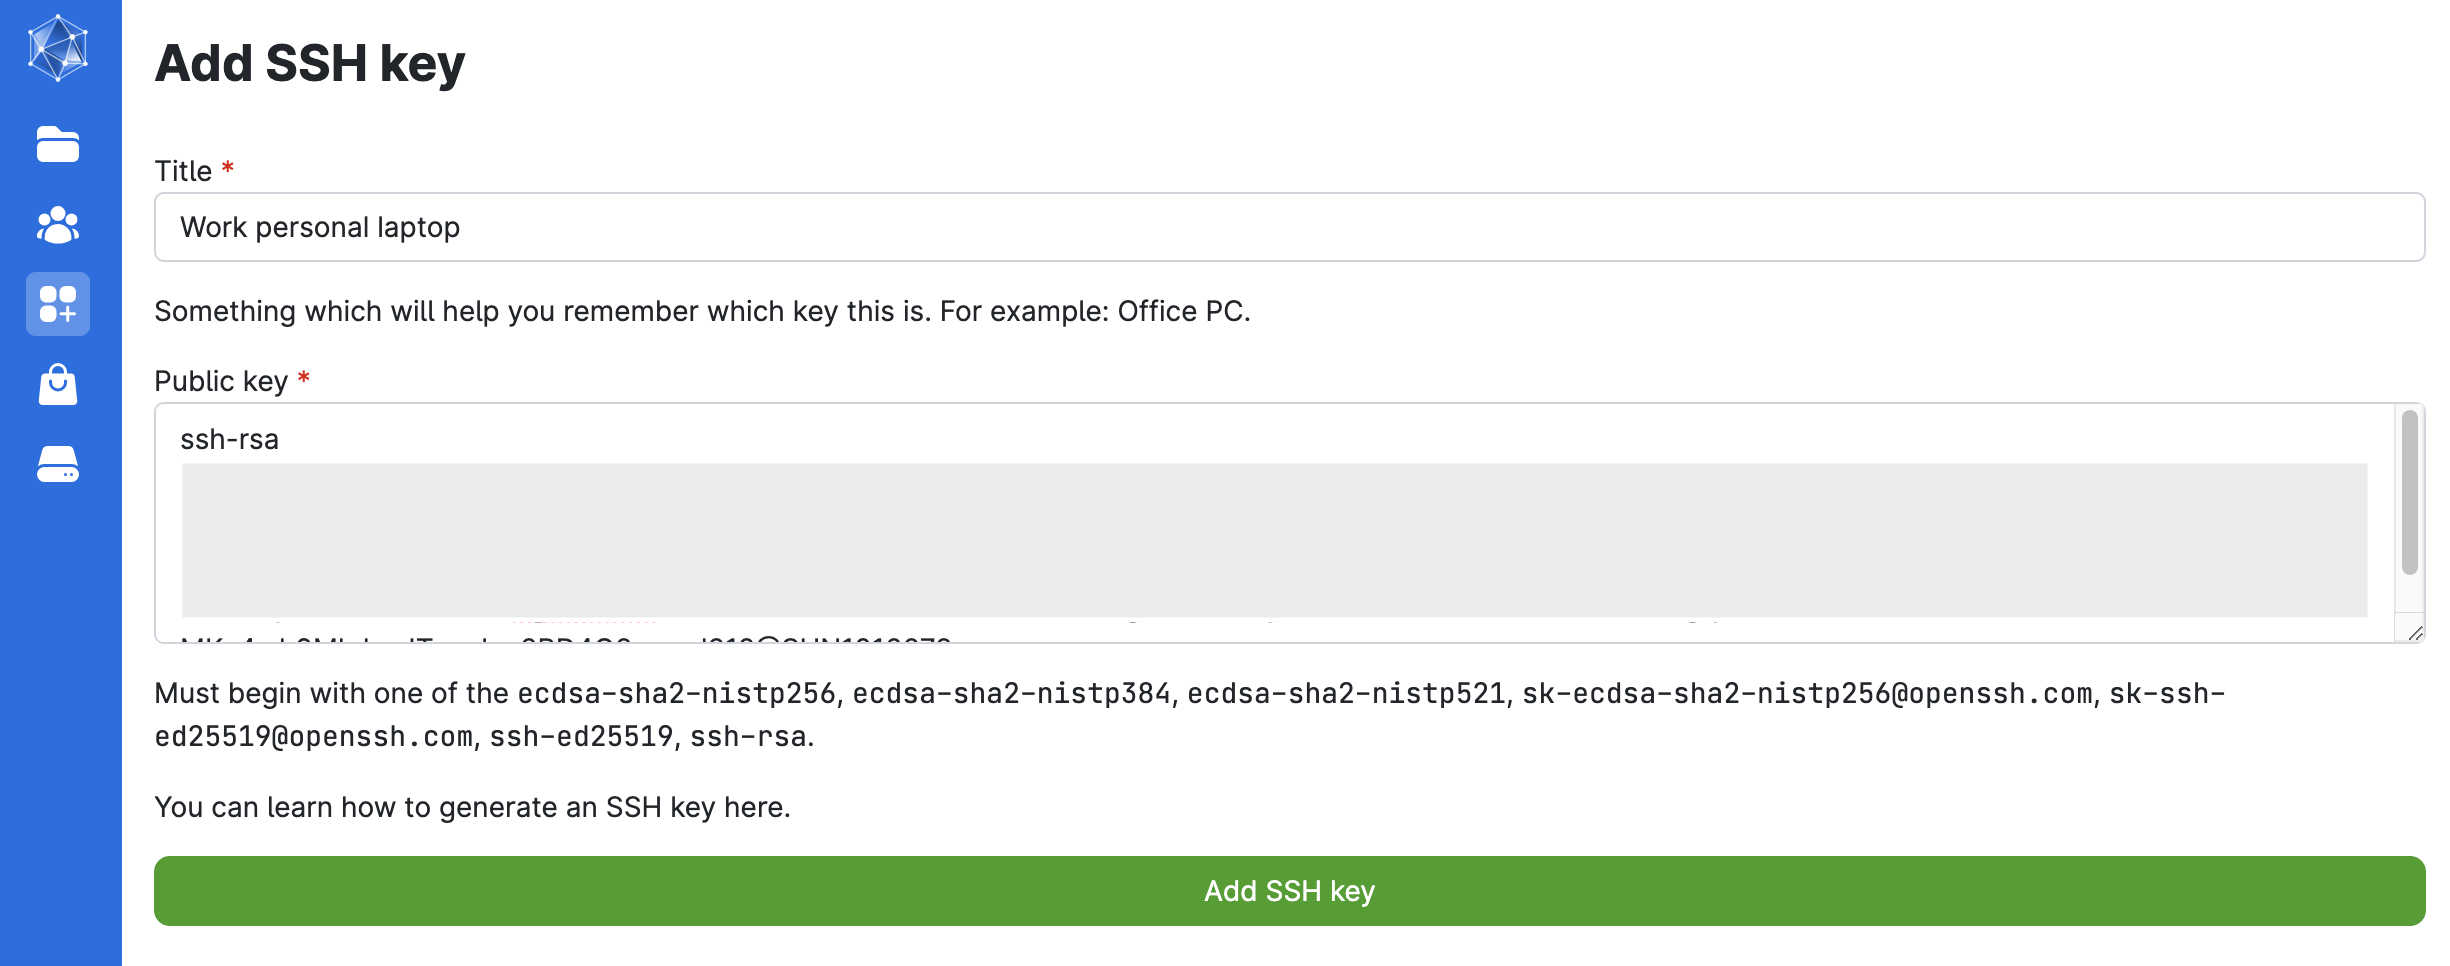 Add SSH key
Title *
Work personal laptop
Something which will help you remember which key this is. For example: Office PC.
Public key *
ssh-rsa
Must begin with one of the ecdsa-sha2-nistp256, ecdsa-sha2-nistp384, ecdsa-sha2-nistp521, sk-ecdsa-sha2-nistp256@openssh.com, sk-ssh-
ed25519@openssh.com, ssh-ed25519, ssh-rsa.
You can learn how to generate an SSH key here.
Add SSH key